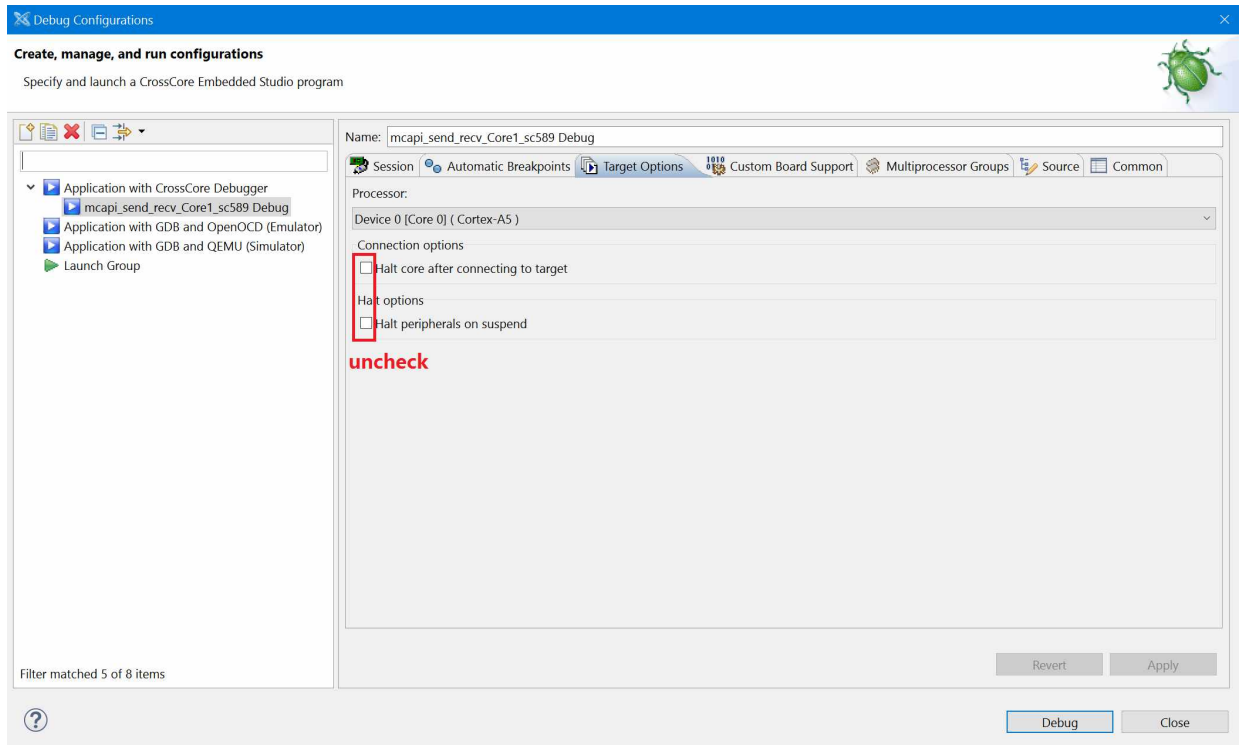 Debug Configurations
Create, manage, and run configurations
Specify and launch a CrossCore Embedded Studio program
Name: mcapi_send_recv_Core1_sc589 Debug
Session Automatic Breakpoints Target Options Custom Board Support Multiprocessor Groups Source Common
Application with CrossCore Debugger
mcapi_send_recv_Core1_sc589 Debug
Application with GDB and OpenOCD (Emulator)
Application with GDB and QEMU (Simulator)
Launch Group
Processor:
Device 0 [Core 0] ( Cortex-A5 )
Connection options
Halt core after connecting to target
Halt options
Halt peripherals on suspend
uncheck
Filter matched 5 of 8 items
Revert Apply
Debug Close